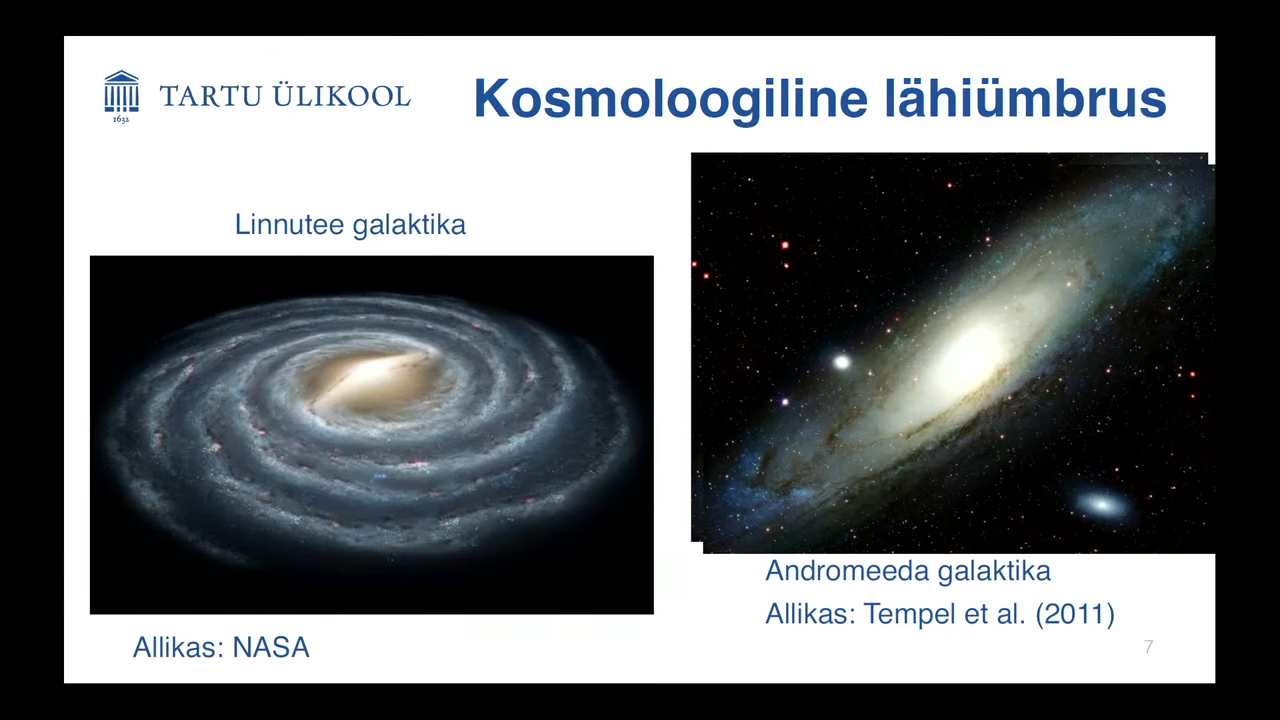 TARTU ÜLIKOOL
1632
Kosmoloogiline lähiümbrus
Linnutee galaktika
Allikas: NASA
Andromeeda galaktika
Allikas: Tempel et al. (2011)
7